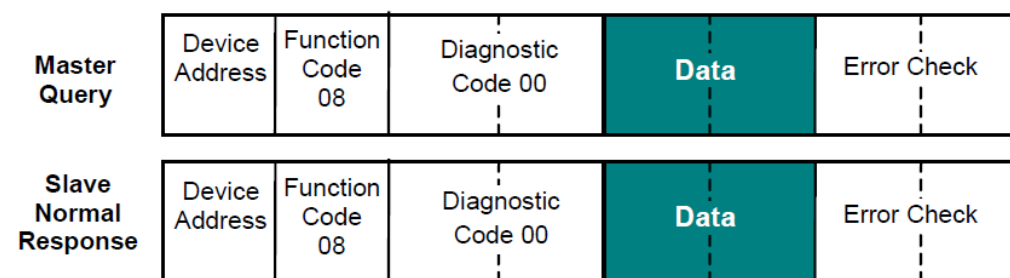 Master
Query
Device
Address
Function
Code
08
Diagnostic
Code 00
Data
Error Check
Slave
Normal
Response
Device
Address
Function
Code
08
Diagnostic
Code 00
Data
Error Check